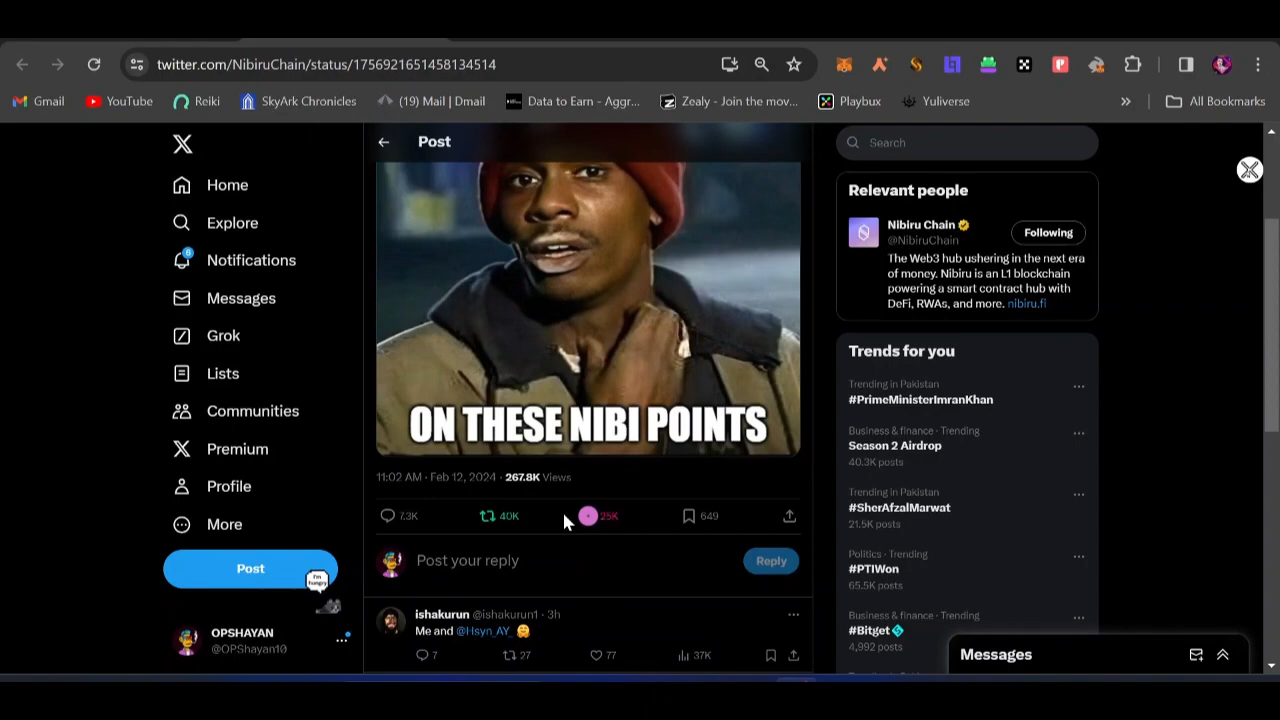 twitter.com/NibiruChain/status/1756921651458134514
Gmail
YouTube
Reiki
SkyArk Chronicles
(19) Mail | Dmail
Data to Earn - Aggr...
Zealy - Join the mov...
Playbux
Yuliverse
All Bookmarks
Home
Explore
6
Notifications
Messages
Grok
Lists
Communities
Premium
Profile
More
Post
I'm hungry
OPSHAYAN
@OPShayan10
Post
ON THESE NIBI POINTS
11:02 AM · Feb 12, 2024 · 267.8K Views
7.3K
40K
25K
649
Post your reply
Reply
ishakurun @ishakurun1 · 3h
Me and @Hsyn_AY_
7
27
77
37K
Search
Relevant people
Nibiru Chain
@NibiruChain
Following
The Web3 hub ushering in the next era
of money. Nibiru is an L1 blockchain
powering a smart contract hub with
DeFi, RWAs, and more. nibiru.fi
Trends for you
Trending in Pakistan
#PrimeMinisterImranKhan
Business & finance · Trending
Season 2 Airdrop
40.3K posts
Trending in Pakistan
#SherAfzalMarwat
21.5K posts
Politics · Trending
#PTIWon
65.5K posts
Business & finance · Trending
#Bitget
4,992 posts
Messages